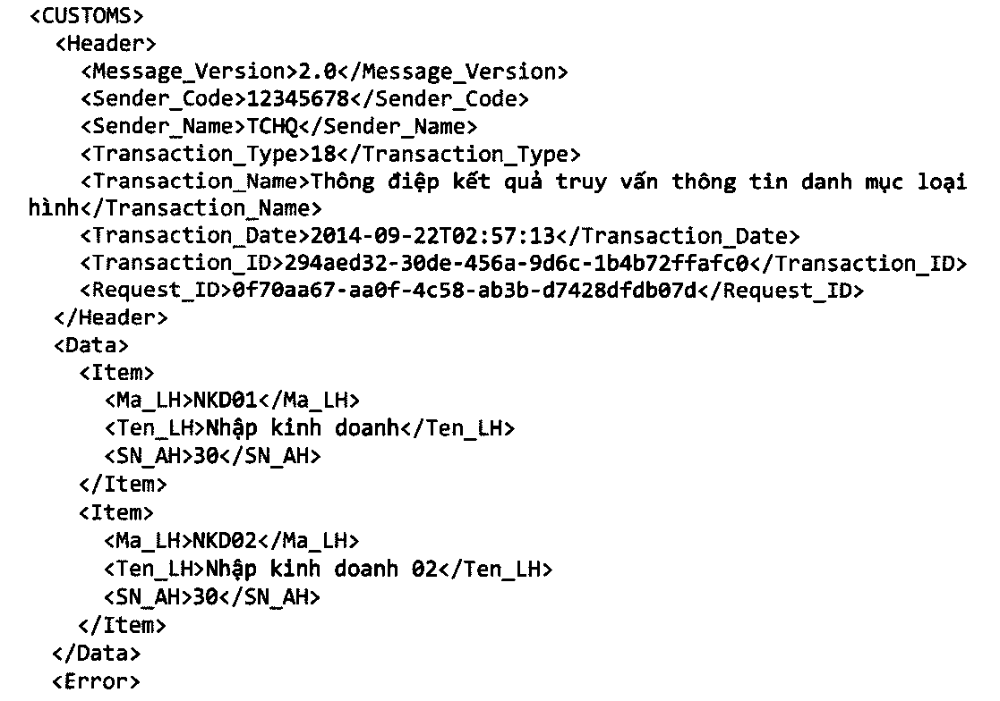 <CUSTOMS>
<Header>
<Message_Version>2.0</Message_Version>
<Sender_Code>12345678</Sender_Code>
<Sender_Name>TCHQ</Sender_Name>
<Transaction_Type>18</Transaction_Type>
<Transaction_Name>Thông điệp kết quả truy vấn thông tin danh mục loại
hình</Transaction_Name>
<Transaction_Date>2014-09-22T02:57:13</Transaction_Date>
<Transaction_ID>294aed32-30de-456a-9d6c-1b4b72ffafc0</Transaction_ID>
<Request_ID>0f70aa67-aa0f-4c58-ab3b-d7428dfdb07d</Request_ID>
</Header>
<Data>
<Item>
<Ma_LH>NKD01</Ma_LH>
<Ten_LH>Nhập kinh doanh</Ten_LH>
<SN_AH>30</SN_AH>
</Item>
<Item>
<Ma_LH>NKD02</Ma_LH>
<Ten_LH>Nhập kinh doanh 02</Ten_LH>
<SN_AH>30</SN_AH>
</Item>
</Data>
<Error>